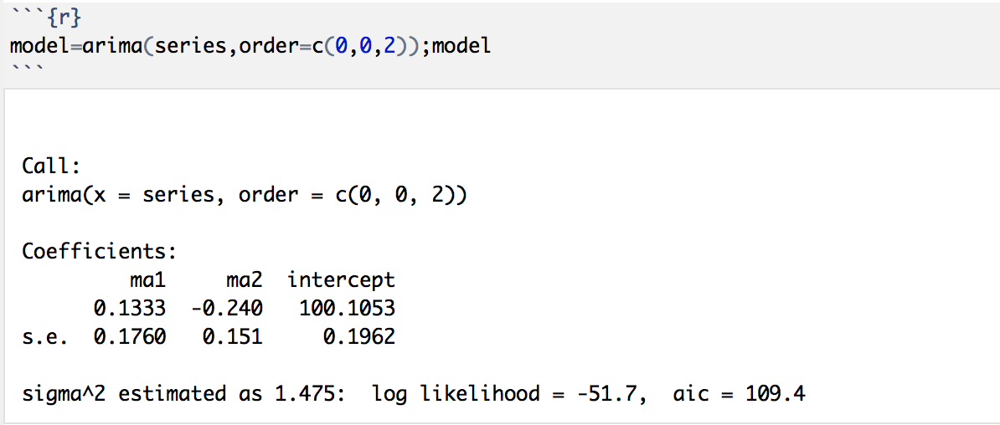 ```{r}
model=arima(series,order=c(0,0,2));model
```
Call:
arima(x = series, order = c(0, 0, 2))
Coefficients:
         ma1     ma2  intercept
      0.1333  -0.240   100.1053
s.e.  0.1760   0.151     0.1962
sigma^2 estimated as 1.475:  log likelihood = -51.7,  aic = 109.4